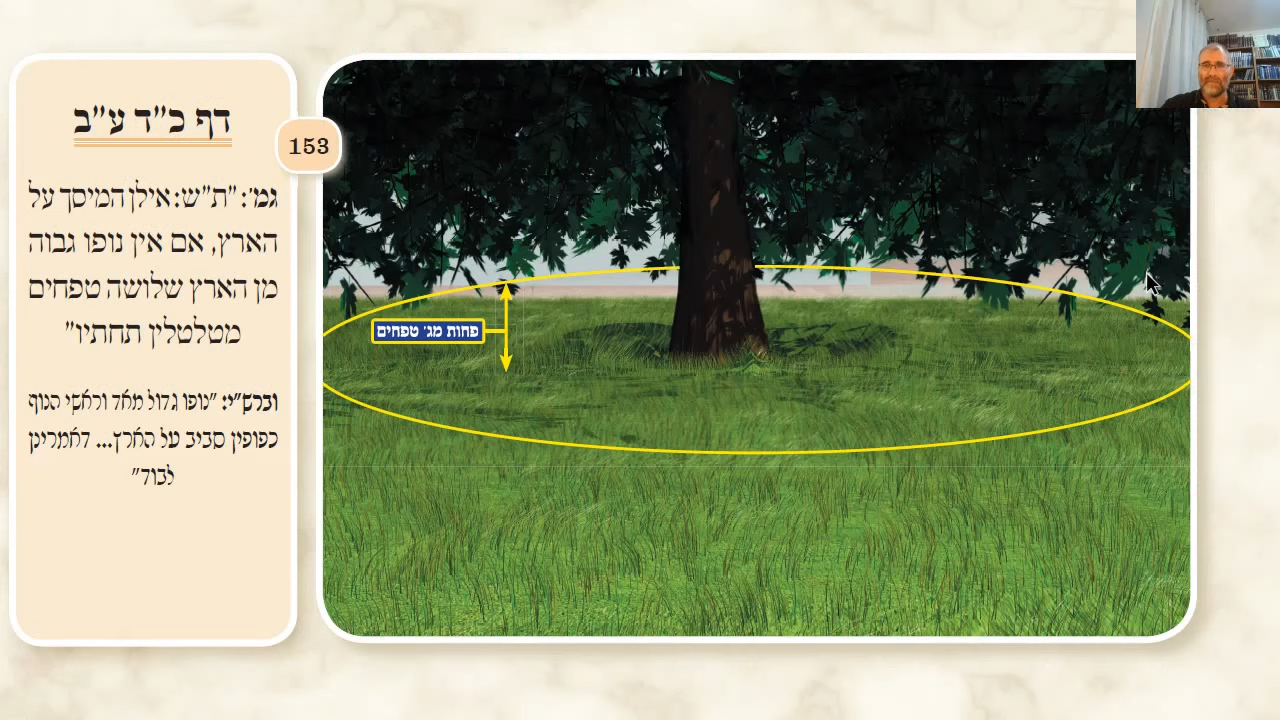 דף כ"ד ע"ב
153
גמ': "ת"ש: אילן המיסך על
הארץ, אם אין נופו גבוה
מן הארץ שלושה טפחים
מטלטלין תחתיו"
וברש"י: "נופו גדול מאד וראשי הנוף
כפופין סביב על הארץ... דאמרינן
לבוד"
פחות מג' טפחים